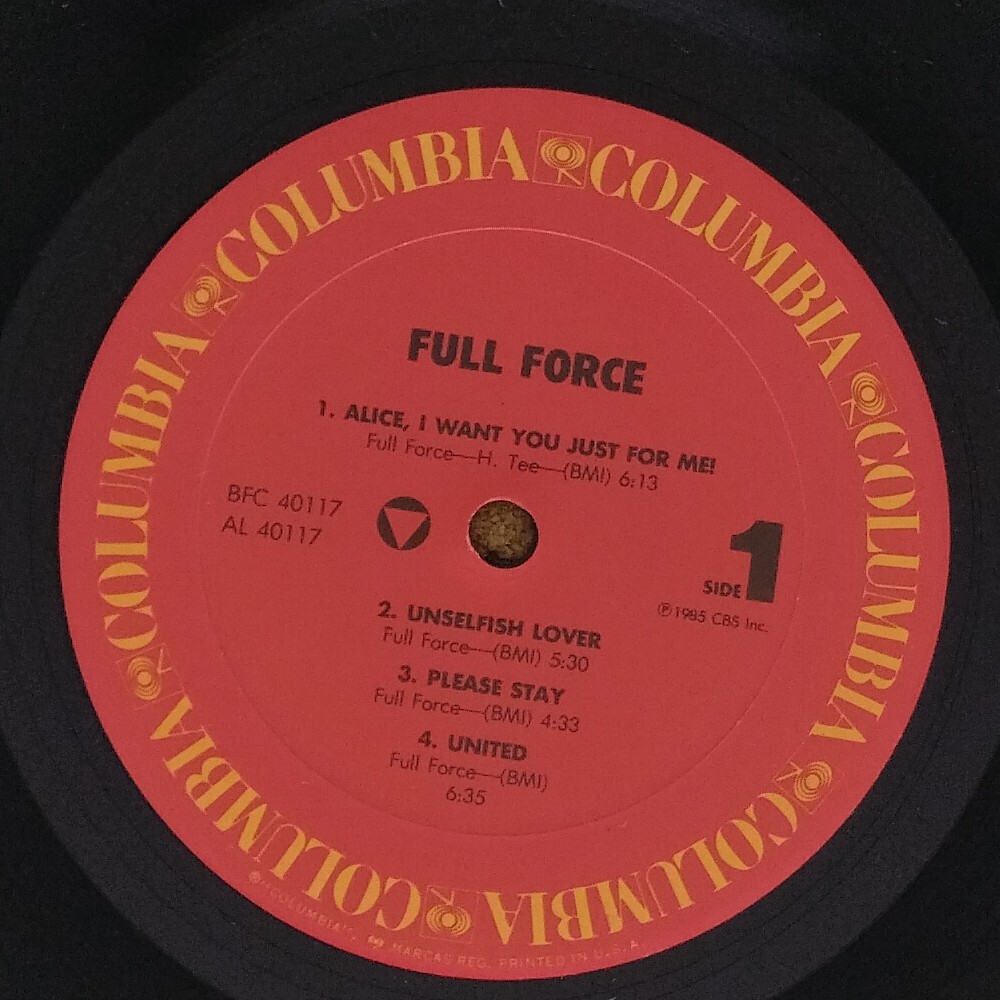 COLUMBIA COLUMBIA COLUMBIA COLUMBIA COLUMBIA COLUMBIA
FULL FORCE
1. ALICE, I WANT YOU JUST FOR ME!
Full Force—H. Tee—(BMI) 6:13
BFC 40117
AL 40117
SIDE 1
℗ 1985 CBS Inc.
2. UNSELFISH LOVER
Full Force—(BMI) 5:30
3. PLEASE STAY
Full Force—(BMI) 4:33
4. UNITED
Full Force—(BMI)
6:35
® "COLUMBIA", MARCAS REG. PRINTED IN U.S.A.